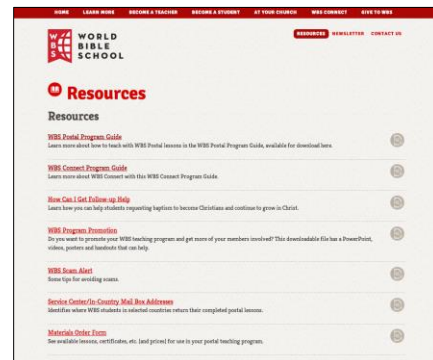 HOME LEARN MORE BECOME A TEACHER BECOME A STUDENT AT YOUR CHURCH WBS CONNECT GIVE TO WBS
W B S
WORLD
BIBLE
SCHOOL
RESOURCES NEWSLETTER CONTACT US
Resources
Resources
WBS Postal Program Guide
Learn more about how to teach with WBS Postal lessons in the WBS Postal Program Guide, available for download here.
WBS Connect Program Guide
Learn more about WBS Connect with this WBS Connect Program Guide.
How Can I Get Follow-up Help
Learn how you can help students requesting baptism to become Christians and continue to grow in Christ.
WBS Program Promotion
Do you want to promote your WBS teaching program and get more of your members involved? This downloadable file has a PowerPoint,
videos, posters and handouts that can help.
WBS Scam Alert
Some tips for avoiding scams.
Service Center/In-Country Mail Box Addresses
Identifies where WBS students in selected countries return their completed postal lessons.
Materials Order Form
See available lessons, certificates, etc. (and prices) for use in your postal teaching program.